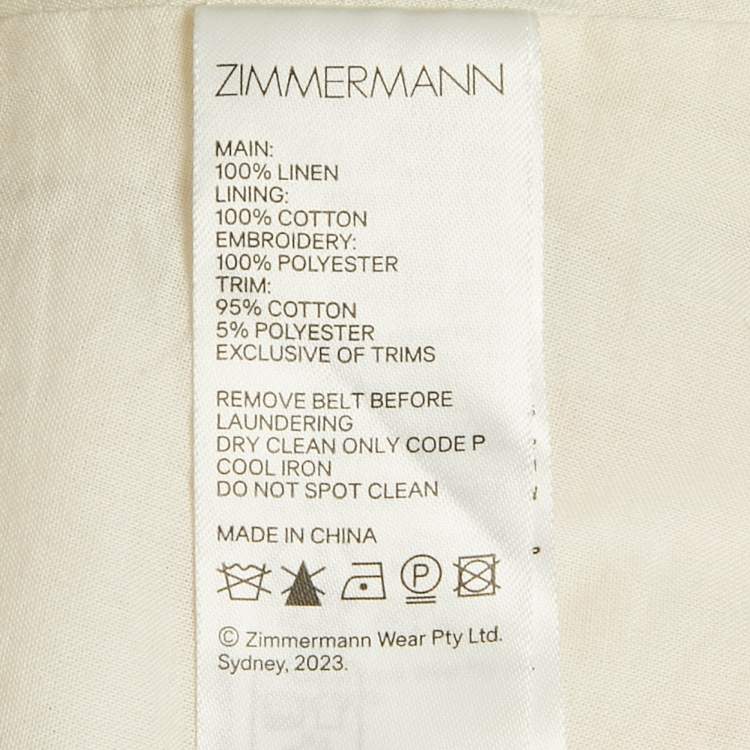 ZIMMERMANN
MAIN:
100% LINEN
LINING:
100% COTTON
EMBROIDERY:
100% POLYESTER
TRIM:
95% COTTON
5% POLYESTER
EXCLUSIVE OF TRIMS
REMOVE BELT BEFORE
LAUNDERING
DRY CLEAN ONLY CODE P
COOL IRON
DO NOT SPOT CLEAN
MADE IN CHINA
P
© Zimmermann Wear Pty Ltd.
Sydney, 2023.